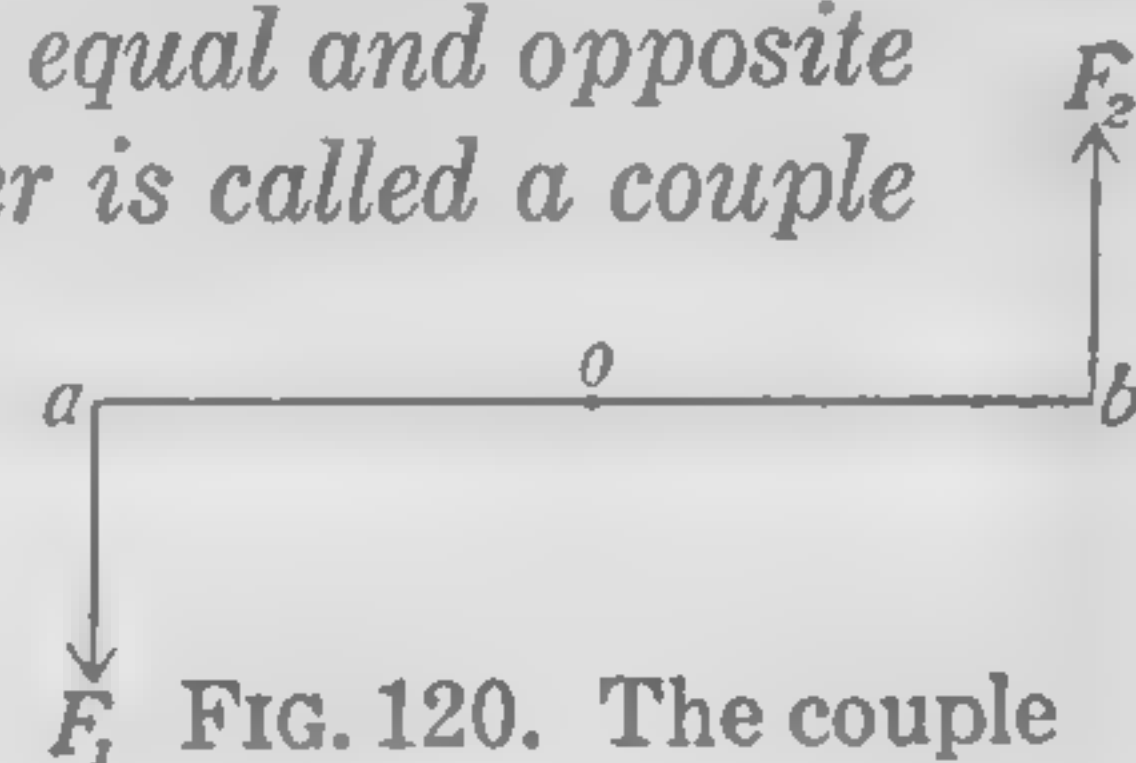 equal and opposite
is called a couple
F₂
o
a
b
F₁
FIG. 120. The couple